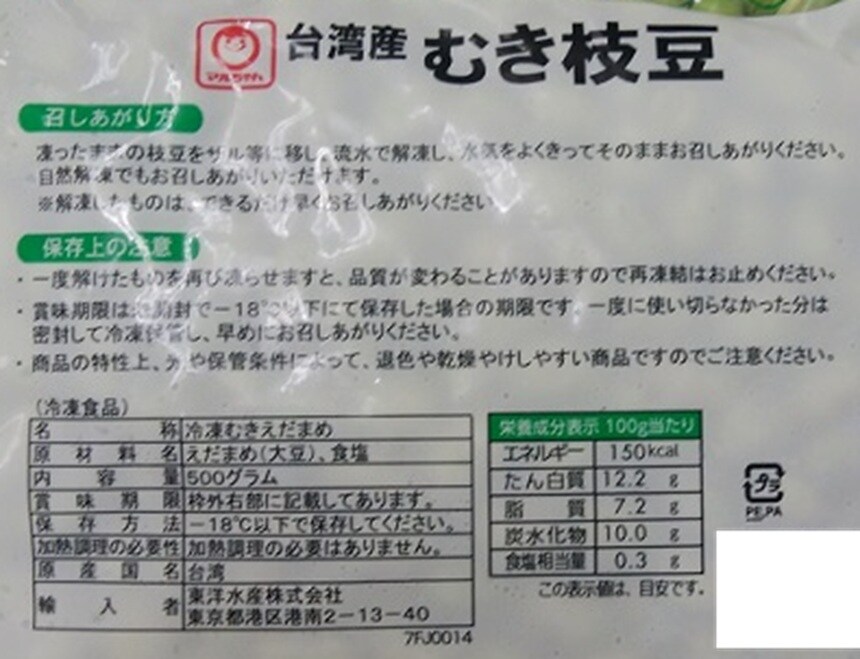 マルちゃん
台湾産 むき枝豆
召しあがり方
凍ったままの枝豆をザル等に移し、流水で解凍し、水気をよくきってそのままお召しあがりください。
自然解凍でもお召しあがりいただけます。
※解凍したものは、できるだけ早くお召しあがりください
保存上の注意
・一度解けたものを再び凍らせますと、品質が変わることがありますので再凍結はお止めください。
・賞味期限は未開封で－18℃以下にて保存した場合の期限です。一度に使い切らなかった分は
密封して冷凍保管し、早めにお召しあがりください。
・商品の特性上、光や保管条件によって、退色や乾燥やけしやすい商品ですのでご注意ください。
(冷凍食品)
名称 冷凍むきえだまめ
原材料名 えだまめ(大豆)、食塩
内容量 500グラム
賞味期限 枠外右部に記載してあります。
保存方法 －18℃以下で保存してください。
加熱調理の必要性 加熱調理の必要はありません。
原産国名 台湾
輸入者 東洋水産株式会社
東京都港区港南2－13－40
7FJ0014
栄養成分表示 100g当たり
エネルギー 150kcal
たん白質 12.2 g
脂質 7.2 g
炭水化物 10.0 g
食塩相当量 0.3 g
この表示値は、目安です。
プラ
PE,PA